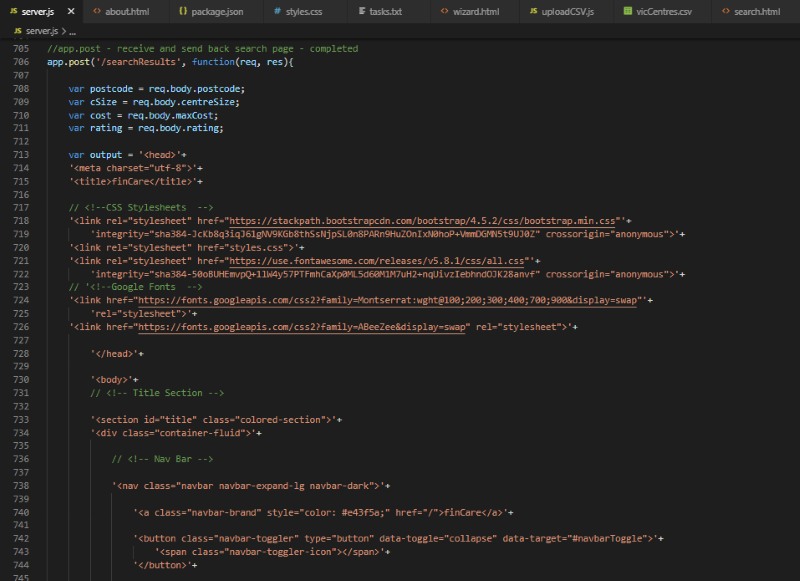 server.js
about.html
package.json
styles.css
tasks.txt
wizard.html
uploadCSV.js
vicCentres.csv
search.html
JS server.js > ...
705 //app.post - receive and send back search page - completed
706 app.post('/searchResults', function(req, res){
707
708 var postcode = req.body.postcode;
709 var cSize = req.body.centreSize;
710 var cost = req.body.maxCost;
711 var rating = req.body.rating;
712
713 var output = '<head>'+
714 '<meta charset="utf-8">'+
715 '<title>finCare</title>'+
716
717 // <!--CSS Stylesheets -->
718 '<link rel="stylesheet" href="https://stackpath.bootstrapcdn.com/bootstrap/4.5.2/css/bootstrap.min.css"'+
719 'integrity="sha384-JcKb8q3iqJ61gNV9KGb8thSsNjpSL0n8PARn9HuZOnIxN0hoP+VmmDGMN5t9UJ0Z" crossorigin="anonymous">'+
720 '<link rel="stylesheet" href="styles.css">'+
721 '<link rel="stylesheet" href="https://use.fontawesome.com/releases/v5.8.1/css/all.css"'+
722 'integrity="sha384-50oBUHEmvpQ+1lW4y57PTFmhCaXp0ML5d60M1M7uH2+nqUivzIebhndOJK28anvf" crossorigin="anonymous">'+
723 // '<!--Google Fonts -->
724 '<link href="https://fonts.googleapis.com/css2?family=Montserrat:wght@100;200;300;400;700;900&display=swap"'+
725 'rel="stylesheet">'+
726 '<link href="https://fonts.googleapis.com/css2?family=ABeeZee&display=swap" rel="stylesheet">'+
727
728 '</head>'+
729
730 '<body>'+
731 // <!-- Title Section -->
732
733 '<section id="title" class="colored-section">'+
734 '<div class="container-fluid">'+
735
736 // <!-- Nav Bar -->
737
738 '<nav class="navbar navbar-expand-lg navbar-dark">'+
739
740 '<a class="navbar-brand" style="color: #e43f5a;" href="/">finCare</a>'+
741
742 '<button class="navbar-toggler" type="button" data-toggle="collapse" data-target="#navbarToggle">'+
743 '<span class="navbar-toggler-icon"></span>'+
744 '</button>'+
745